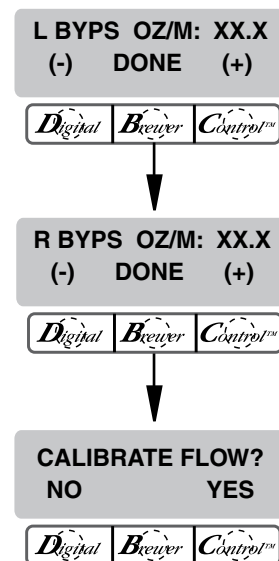 L BYPS OZ/M: XX.X
(-) DONE (+)
Digital Brewer Control™
R BYPS OZ/M: XX.X
(-) DONE (+)
Digital Brewer Control™
CALIBRATE FLOW?
NO YES
Digital Brewer Control™